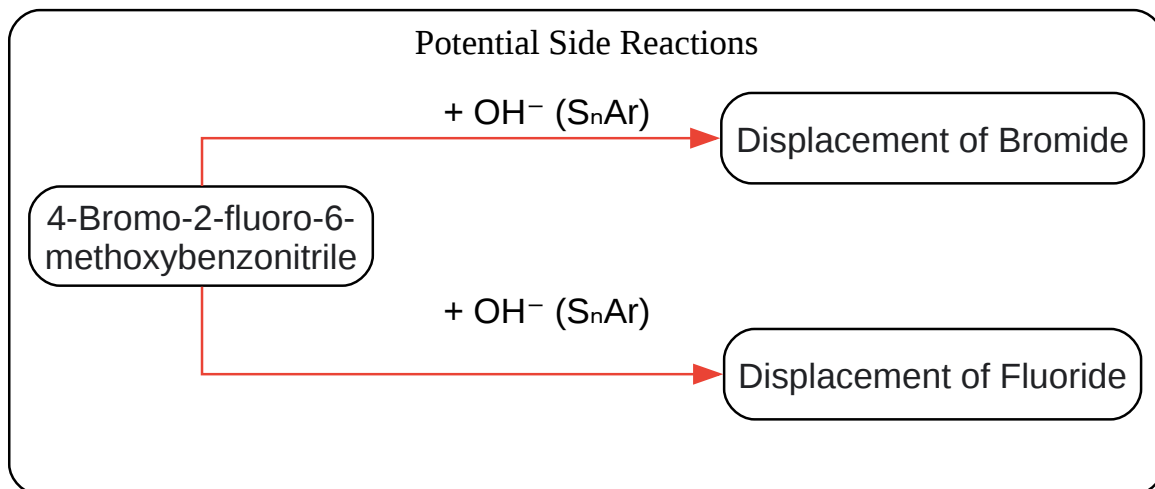 Potential Side Reactions
+ OH⁻ (SₙAr)
Displacement of Bromide
4-Bromo-2-fluoro-6-
methoxybenzonitrile
+ OH⁻ (SₙAr)
Displacement of Fluoride